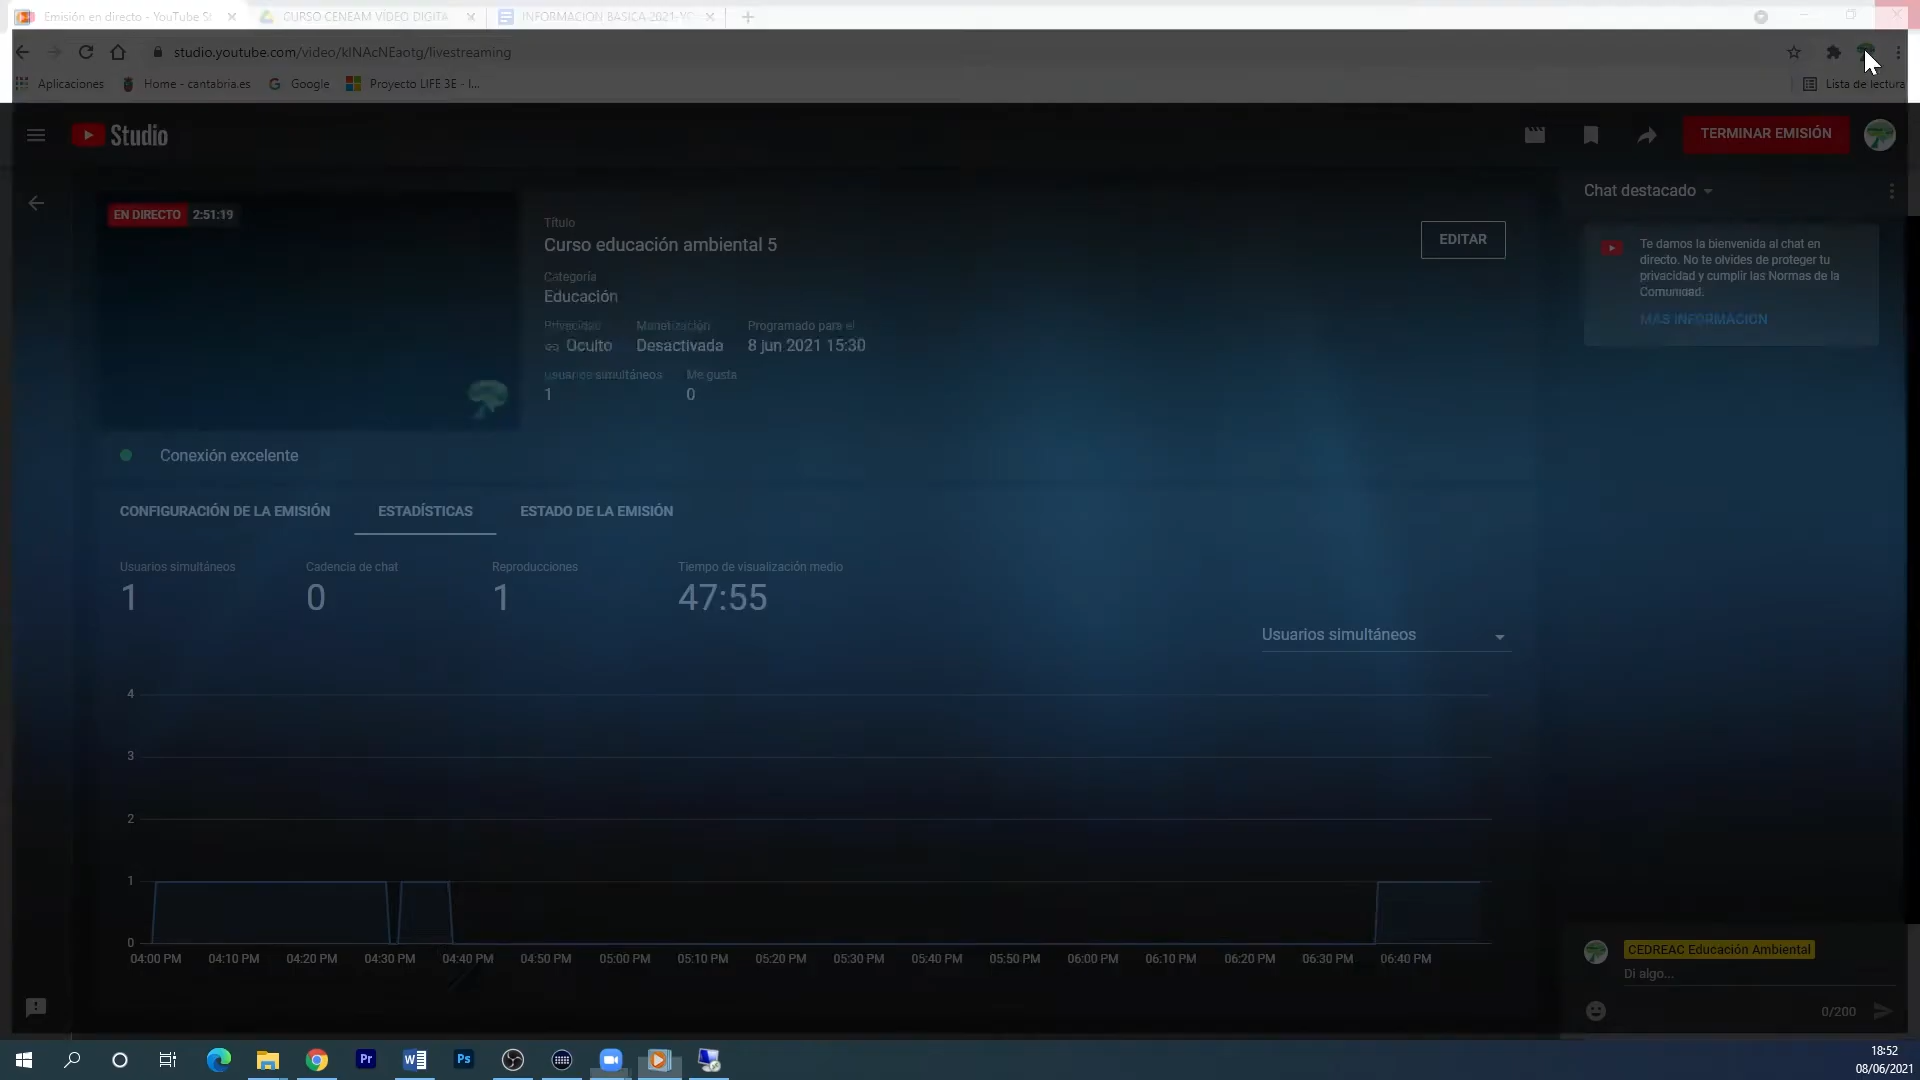 Emisión en directo - YouTube St
CURSO CENEAM VÍDEO DIGITA
INFORMACION BASICA 2021-YO
studio.youtube.com/video/klNAcNEaotg/livestreaming
Aplicaciones
Home - cantabria.es
Google
Proyecto LIFE 3E - I...
Lista de lectura
Studio
TERMINAR EMISIÓN
EN DIRECTO 2:51:19
Título
Curso educación ambiental 5
EDITAR
Categoría
Educación
Privacidad Monetización Programado para el
Oculto Desactivada 8 jun 2021 15:30
Usuarios simultáneos Me gusta
1 0
Chat destacado
Te damos la bienvenida al chat en
directo. No te olvides de proteger tu
privacidad y cumplir las Normas de la
Comunidad.
MÁS INFORMACIÓN
Conexión excelente
CONFIGURACIÓN DE LA EMISIÓN
ESTADÍSTICAS
ESTADO DE LA EMISIÓN
Usuarios simultáneos Cadencia de chat Reproducciones Tiempo de visualización medio
1 0 1 47:55
Usuarios simultáneos
4
3
2
1
0
04:00 PM 04:10 PM 04:20 PM 04:30 PM 04:40 PM 04:50 PM 05:00 PM 05:10 PM 05:20 PM 05:30 PM 05:40 PM 05:50 PM 06:00 PM 06:10 PM 06:20 PM 06:30 PM 06:40 PM
CEDREAC Educación Ambiental
Di algo...
0/200
Pr
W
Ps
18:52
08/06/2021